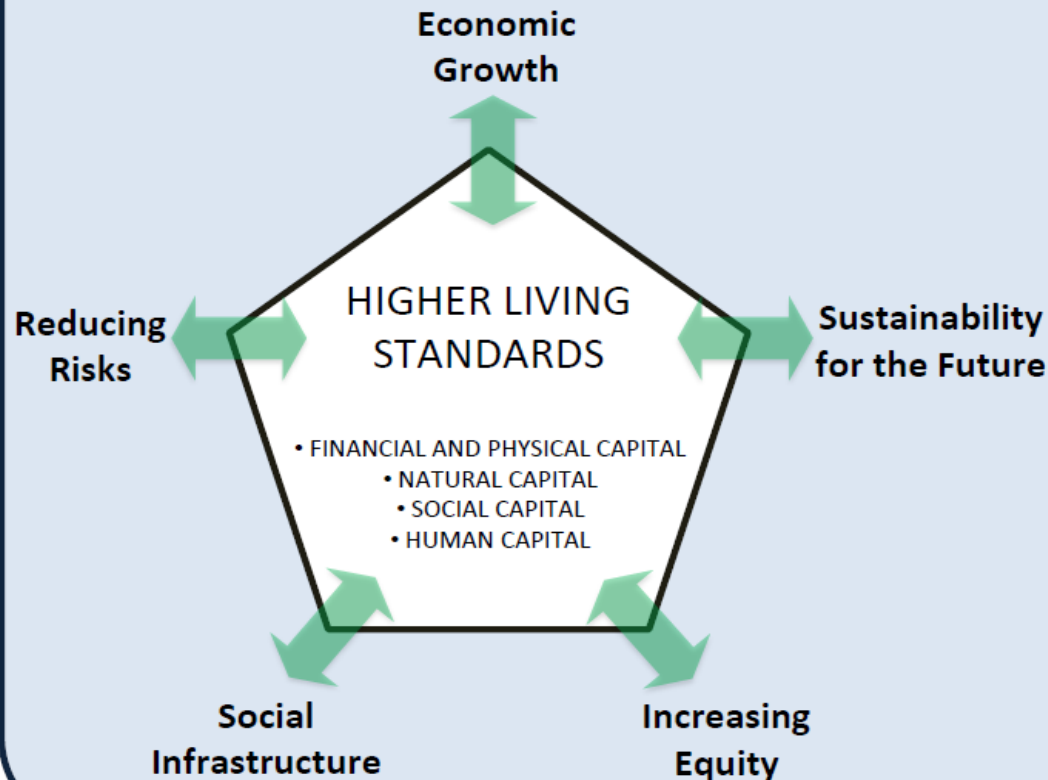 Economic
Growth
HIGHER LIVING
STANDARDS
Reducing
Risks
Sustainability
for the Future
• FINANCIAL AND PHYSICAL CAPITAL
• NATURAL CAPITAL
• SOCIAL CAPITAL
• HUMAN CAPITAL
Social
Infrastructure
Increasing
Equity